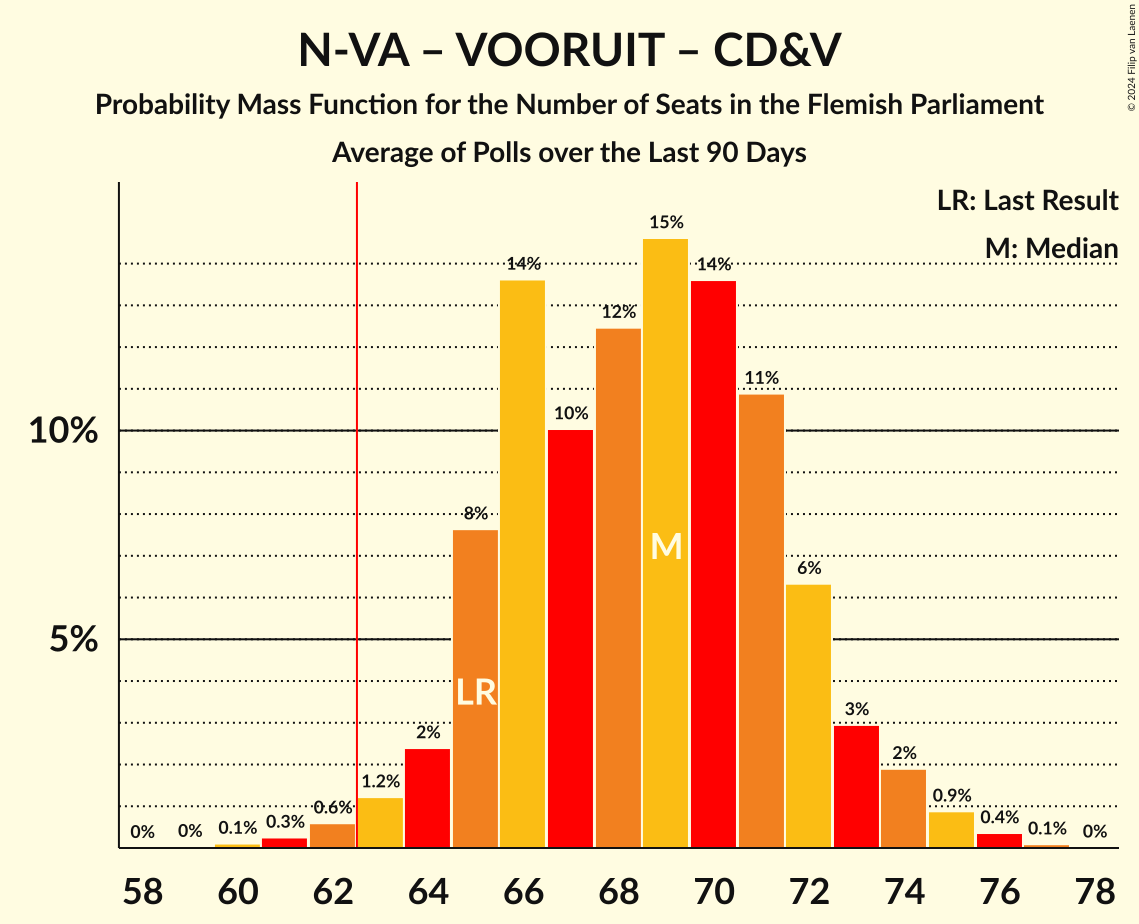 N-VA – VOORUIT – CD&V
Probability Mass Function for the Number of Seats in the Flemish Parliament
Average of Polls over the Last 90 Days
© 2024 Filip van Laenen
LR: Last Result
M: Median
15%
14%
14%
12%
11%
10%
10%
8%
6%
5%
3%
2%
2%
1.2%
0.9%
0.6%
0.4%
0.3%
0.1%
0.1%
0%
0%
0%
M
LR
58 60 62 64 66 68 70 72 74 76 78